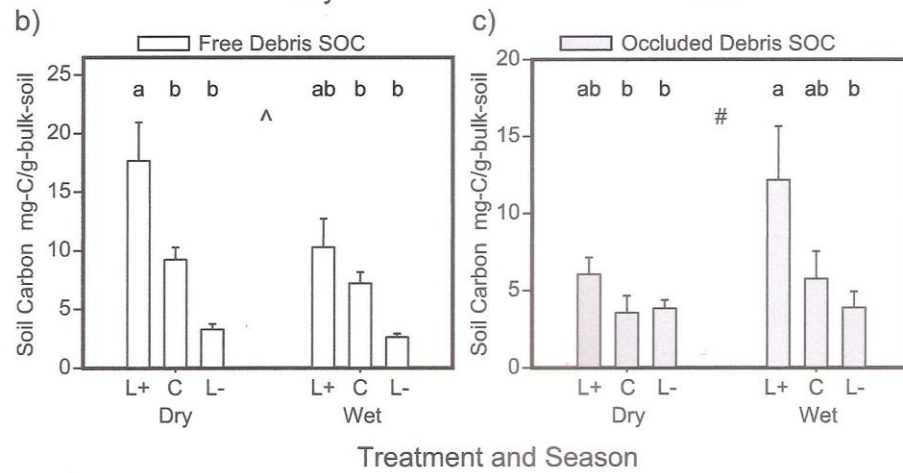 b)
Free Debris SOC
Soil Carbon mg-C/g-bulk-soil
25
20
15
10
5
0
a b b ab b b
^
L+ C L- L+ C L-
Dry Wet
c)
Occluded Debris SOC
Soil Carbon mg-C/g-bulk-soil
20
15
10
5
0
ab b b a ab b
#
L+ C L- L+ C L-
Dry Wet
Treatment and Season